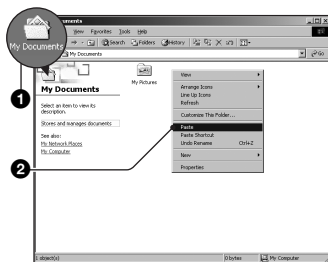 My Documents
uments
View Favorites Tools Help
Search Folders History
My Documents
Go
My Documents
Select an item to view its
description.
Stores and manages documents
See also:
My Network Places
My Computer
My Pictures
View
Arrange Icons
Line Up Icons
Refresh
Customize This Folder...
Paste
Paste Shortcut
Undo Rename Ctrl+Z
New
Properties
1
2
1 object(s)
0 bytes
My Computer